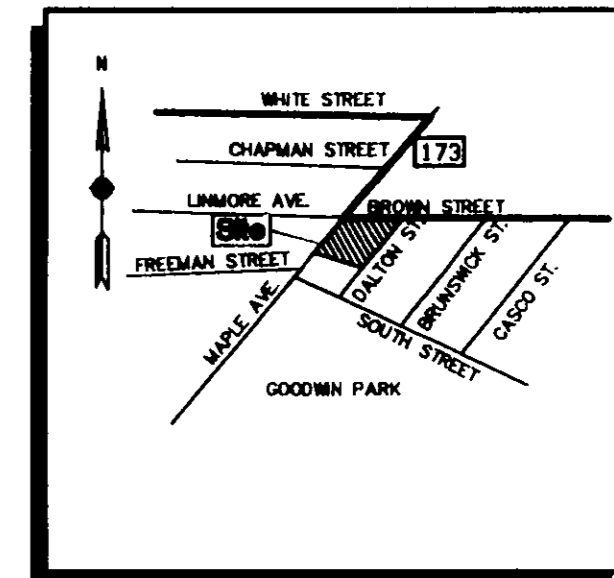 N
WHITE STREET
CHAPMAN STREET
173
LINMORE AVE.
BROWN STREET
Site
FREEMAN STREET
DALTON ST.
BRUNSWICK ST.
CASCO ST.
MAPLE AVE.
SOUTH STREET
GOODWIN PARK